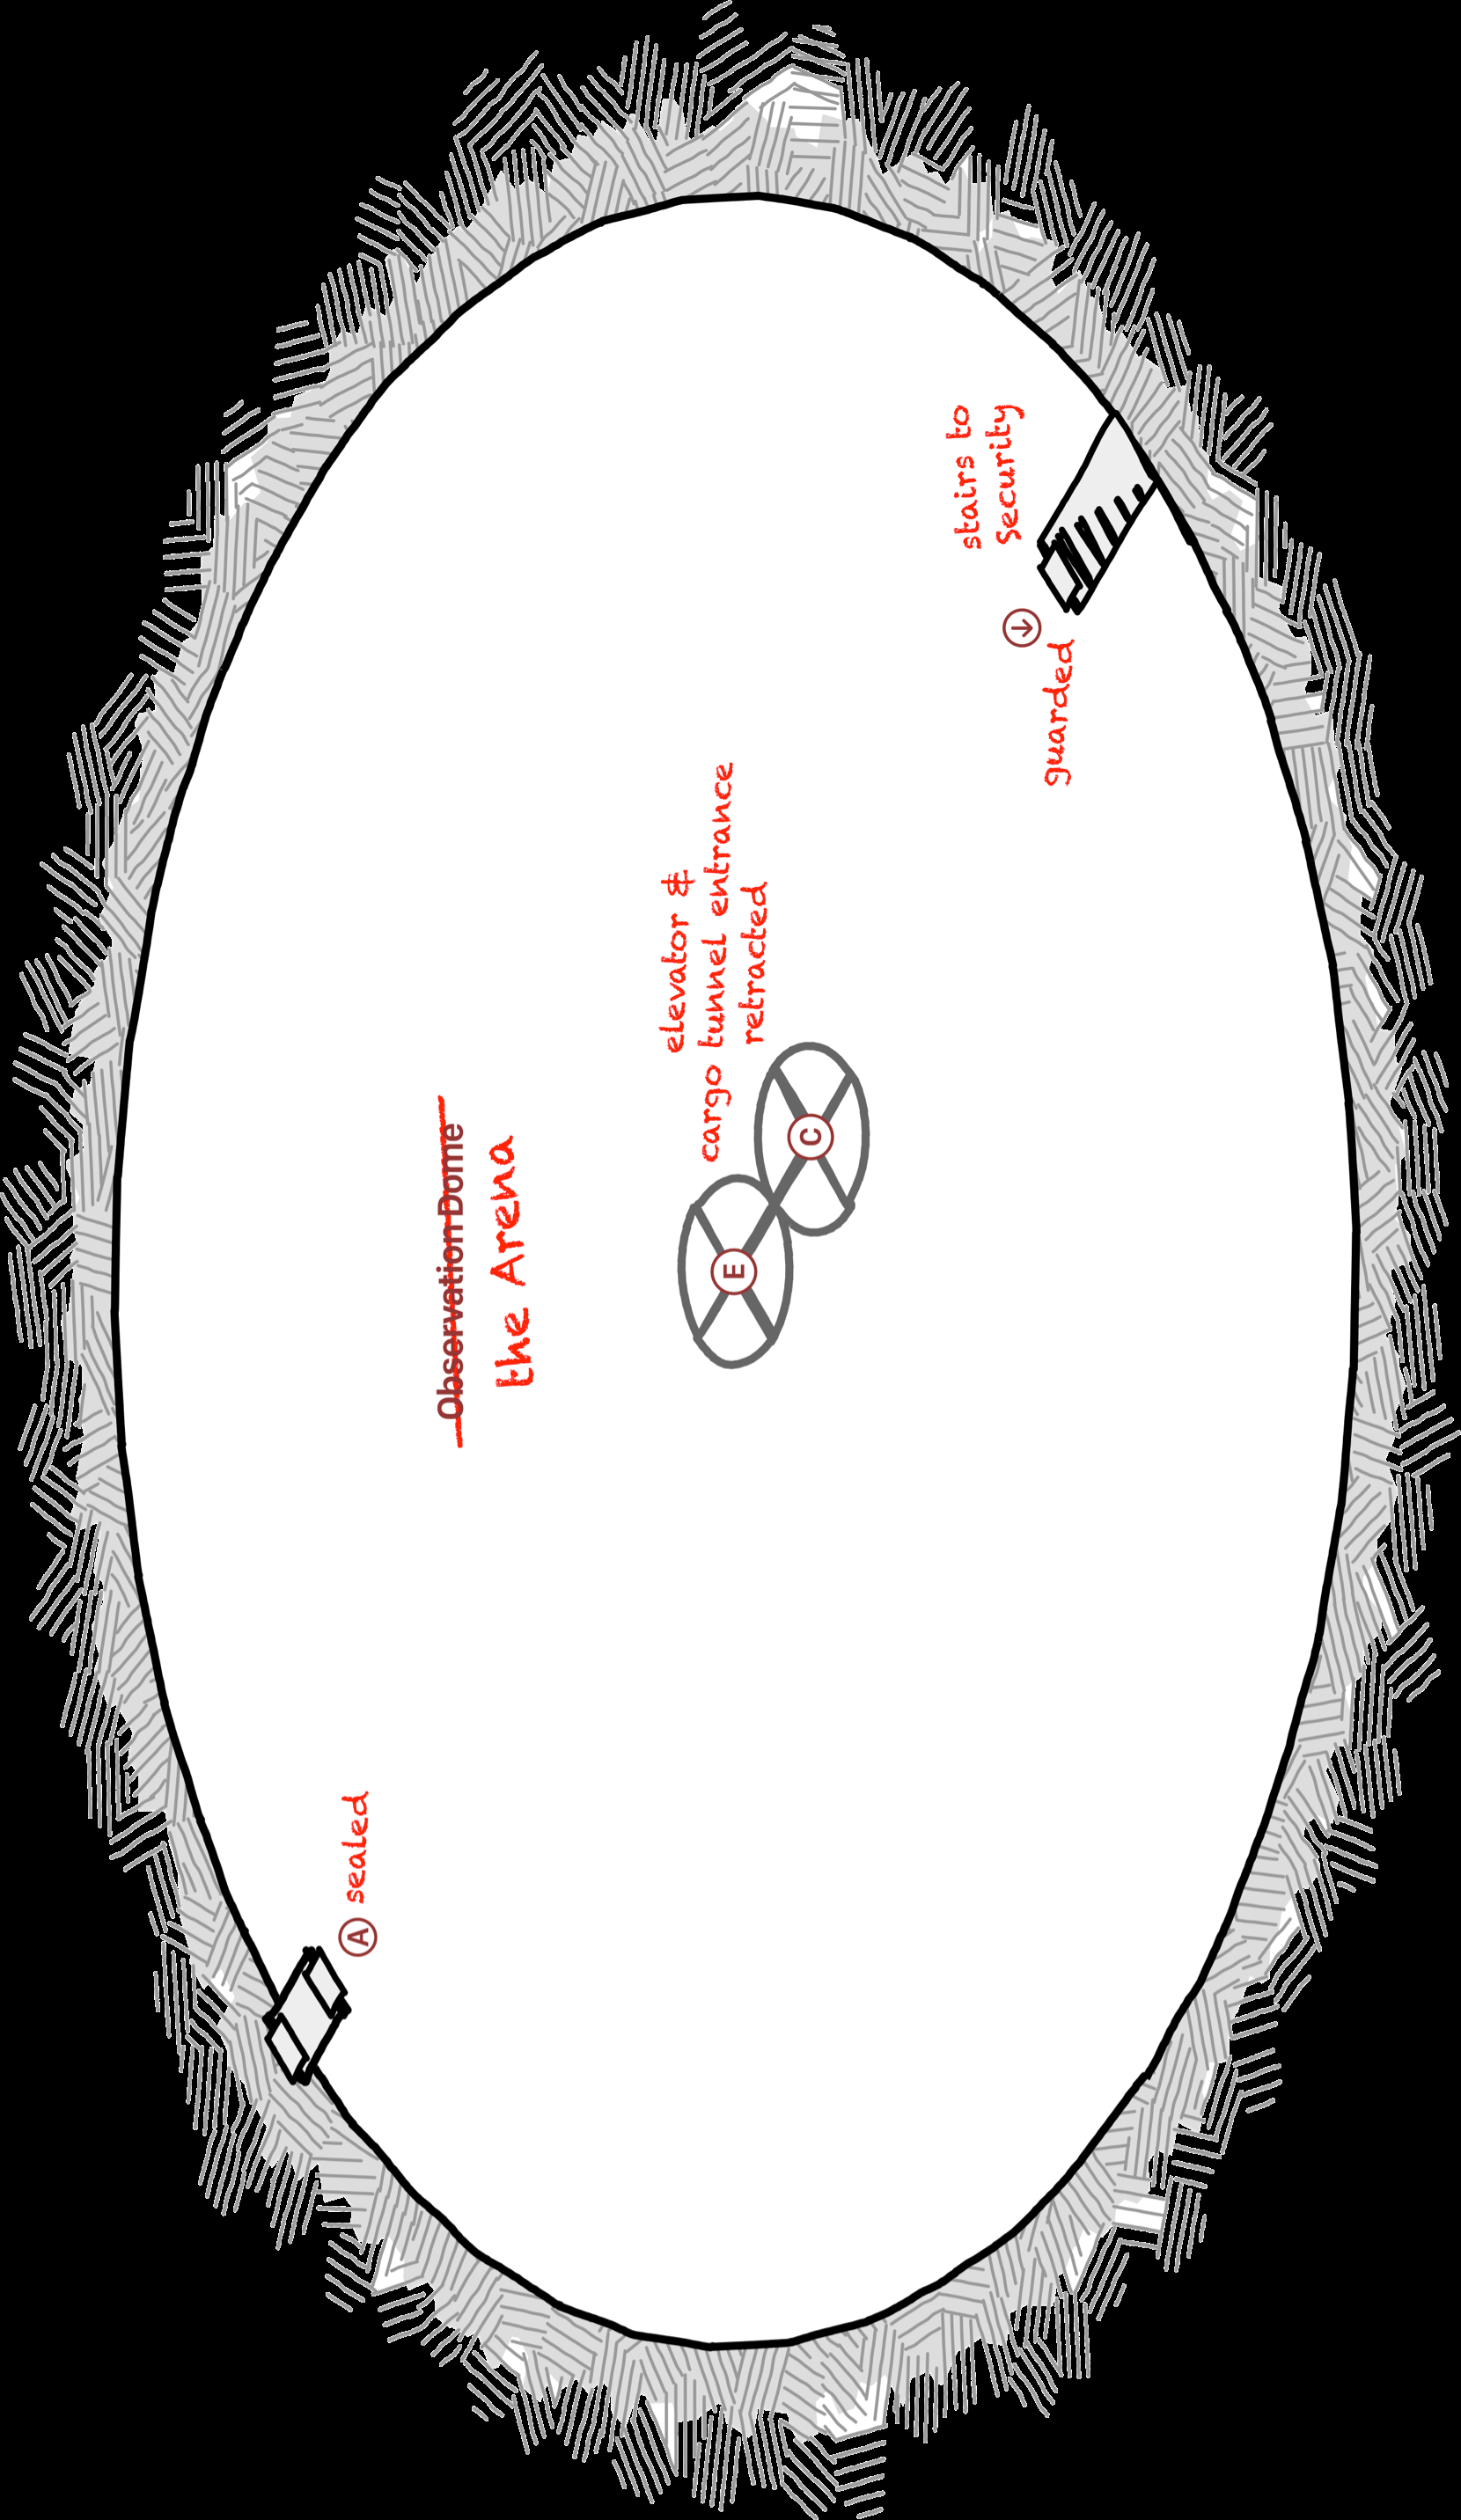 A sealed
Observation Dome
the Arena
elevator &
cargo tunnel entrance
retracted
E
C
stairs to
Security
guarded